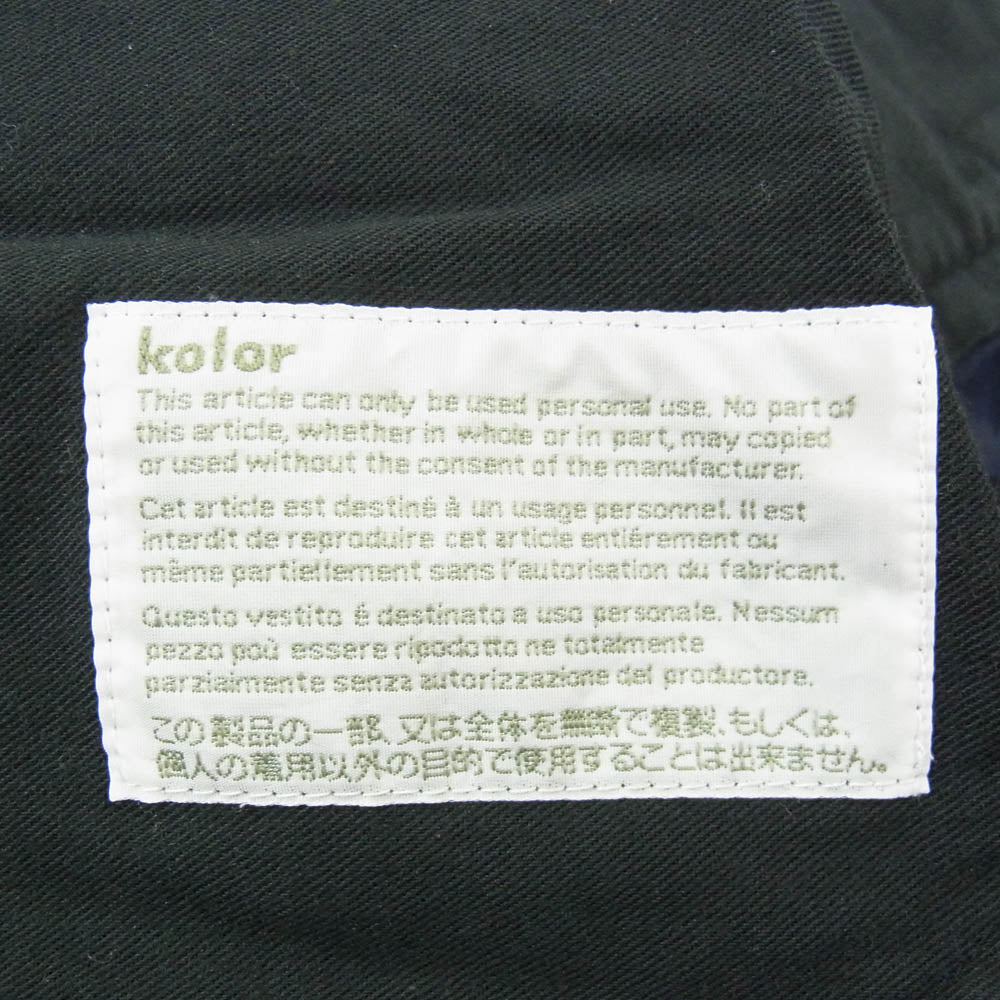 kolor
This article can only be used personal use. No part of
this article, whether in whole or in part, may copied
or used without the consent of the manufacturer.
Cet article est destiné à un usage personnel. Il est
interdit de reproduire cet article entiérement ou
même partiellement sans l'autorisation du fabricant.
Questo vestito é destinato a uso personale. Nessum
pezzo poù essere ripodotto ne totalmente
parziaimente senza autorizzazione del productore.
この製品の一部、又は全体を無断で複製、もしくは、
個人の着用以外の目的で使用することは出来ません。